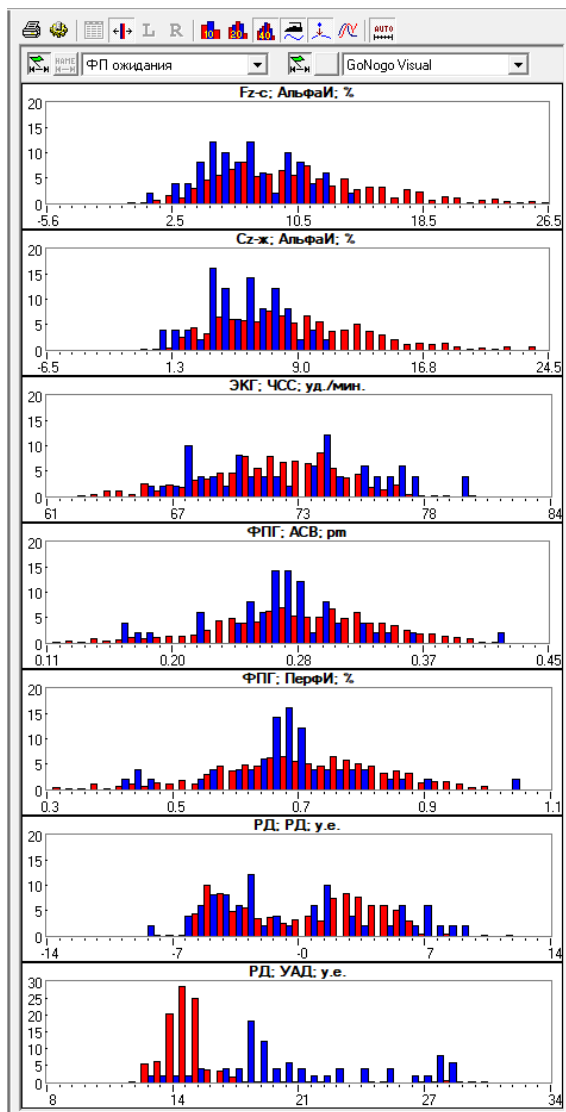 L R 10 20 40 AUTO
NAME ФП ожидания GoNogo Visual
Fz-с; АльфаИ; %
20
15
10
5
0
-5.6 2.5 10.5 18.5 26.5
Cz-ж; АльфаИ; %
20
15
10
5
0
-6.5 1.3 9.0 16.8 24.5
ЭКГ; ЧСС; уд./мин.
20
15
10
5
0
61 67 73 78 84
ФПГ; АСВ; pm
20
15
10
5
0
0.11 0.20 0.28 0.37 0.45
ФПГ; ПерфИ; %
20
15
10
5
0
0.3 0.5 0.7 0.9 1.1
РД; РД; у.е.
20
15
10
5
0
-14 -7 -0 7 14
РД; УАД; у.е.
30
25
20
15
10
5
0
8 14 21 27 34